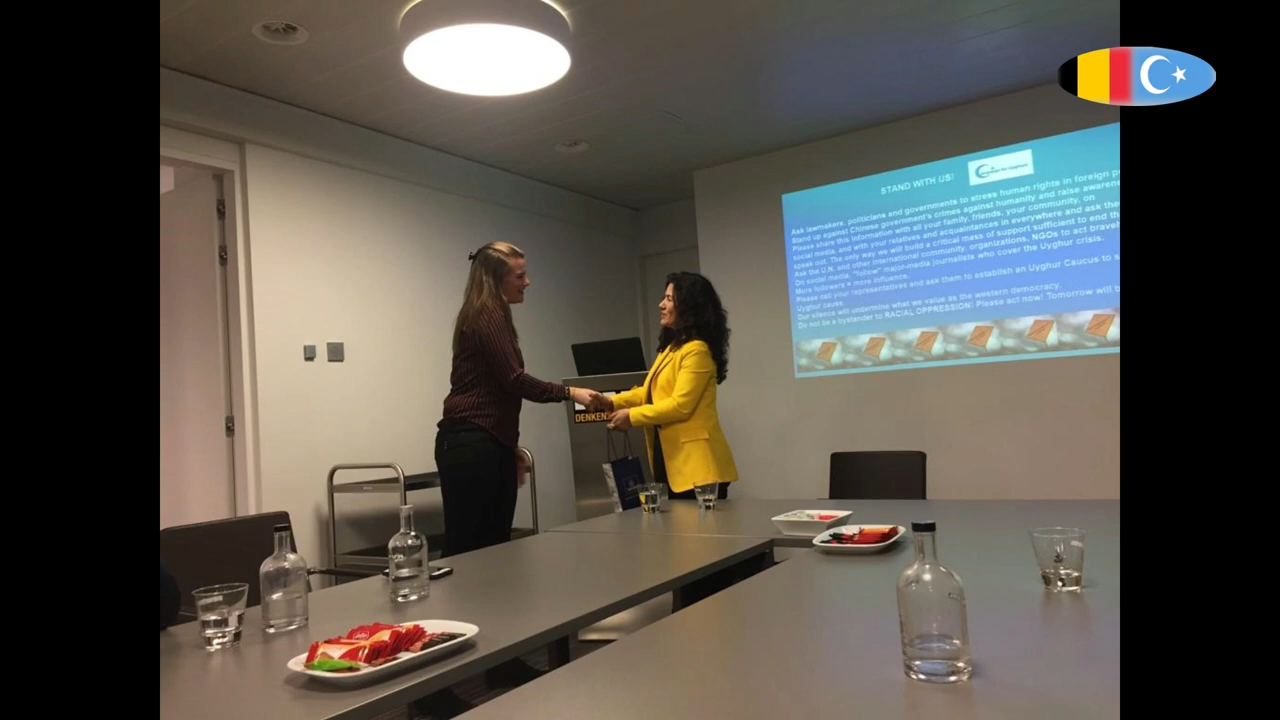 STAND WITH US!
Campaign for Uyghurs
Ask lawmakers, politicians and governments to stress human rights in foreign
Stand up against Chinese government's crimes against humanity and raise
Please share this information with all your family, friends, your community, on
social media, and with your relatives and acquaintances in everywhere and ask
speak out. The only way we will build a critical mass of support sufficient to end
Ask the U.N. and other international community, organizations, NGOs to act
On social media, "follow" major-media journalists who cover the Uyghur crisis.
More followers = more influence.
Please call your representatives and ask them to establish an Uyghur Caucus to
Uyghur cause.
Our silence will undermine what we value as the western democracy.
Do not be a bystander to RACIAL OPPRESSION! Please act now! Tomorrow will
DENKEN